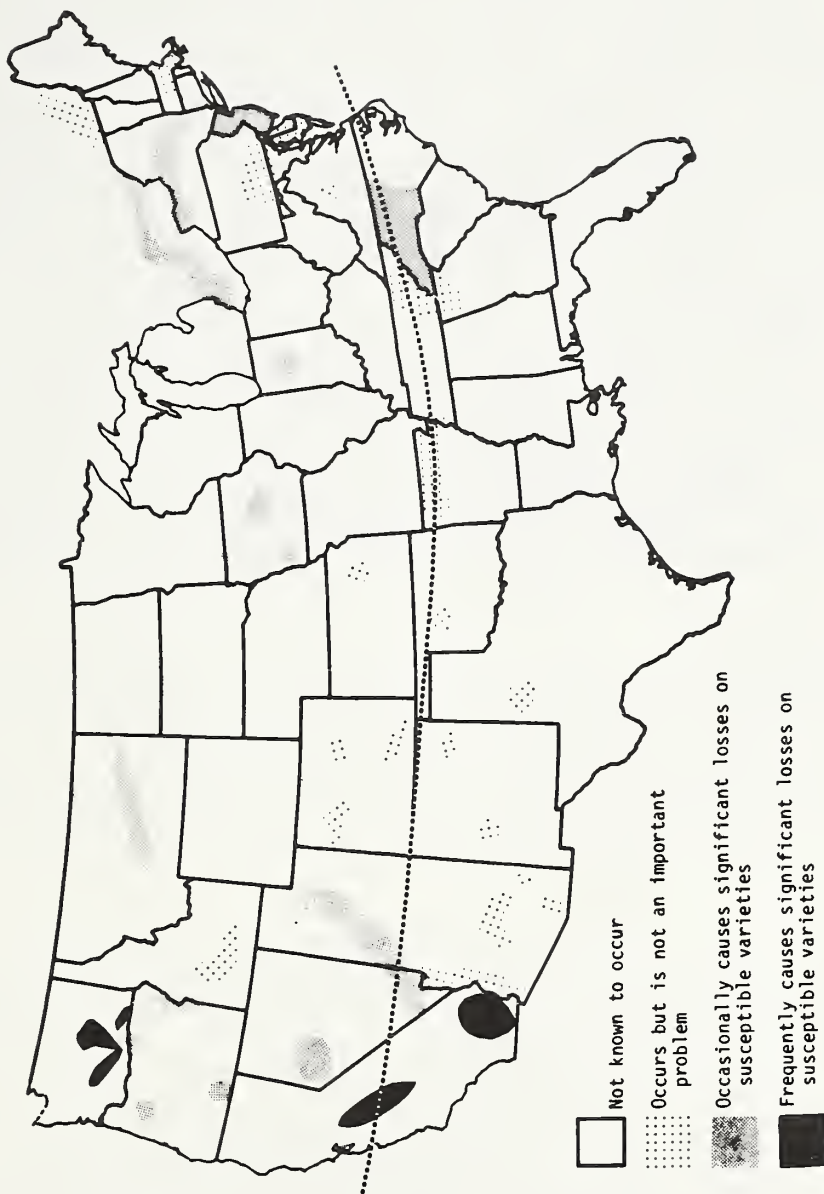 Not known to occur
Occurs but is not an important
problem
Occasionally causes significant losses on
susceptible varieties
Frequently causes significant losses on
susceptible varieties